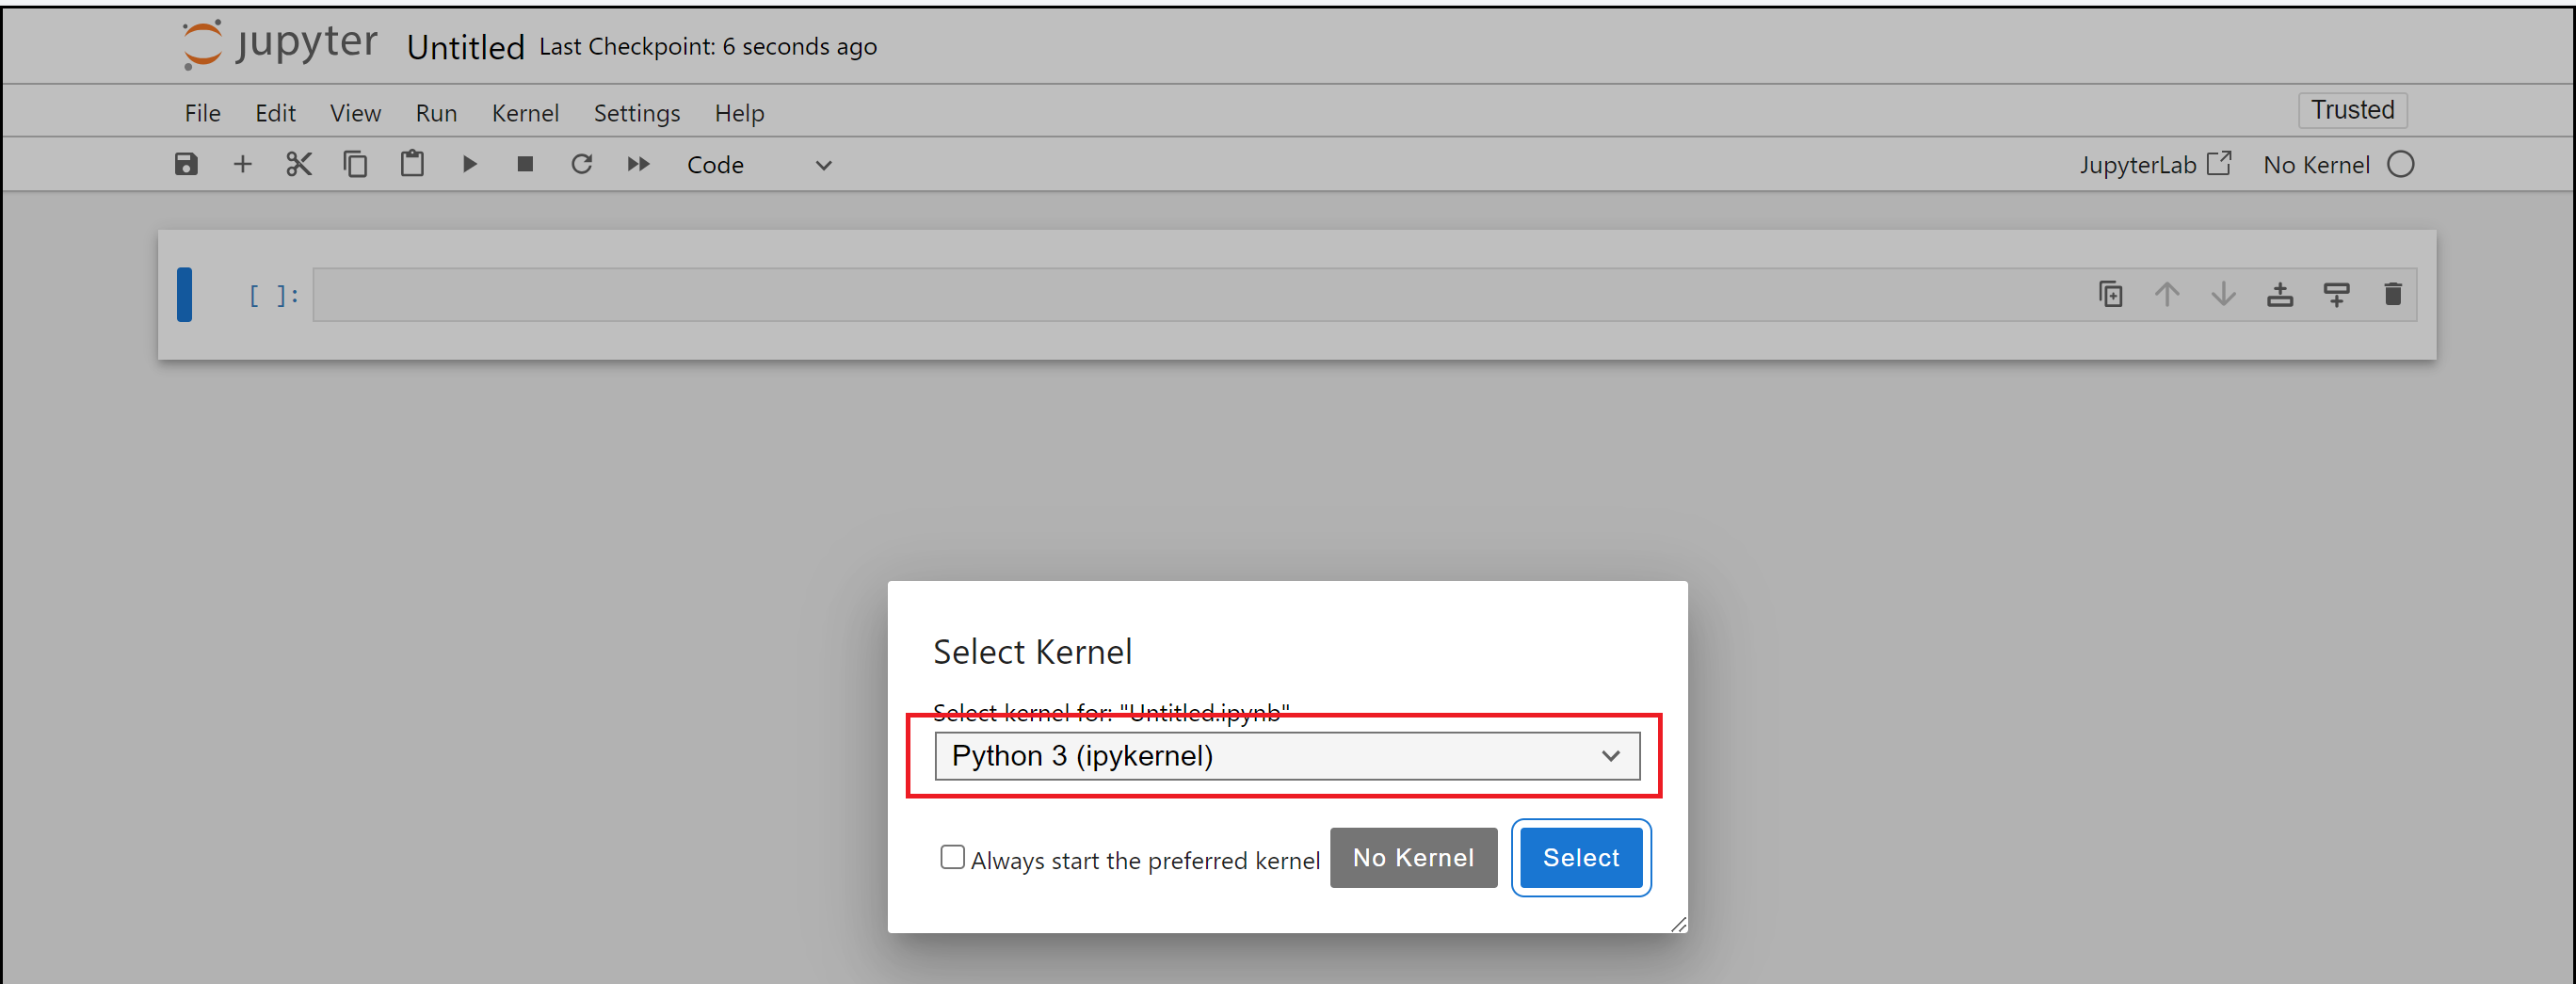 jupyter Untitled Last Checkpoint: 6 seconds ago
File Edit View Run Kernel Settings Help Trusted
Code JupyterLab No Kernel
[ ]:
Select Kernel
Select kernel for: "Untitled.ipynb"
Python 3 (ipykernel)
Always start the preferred kernel No Kernel Select